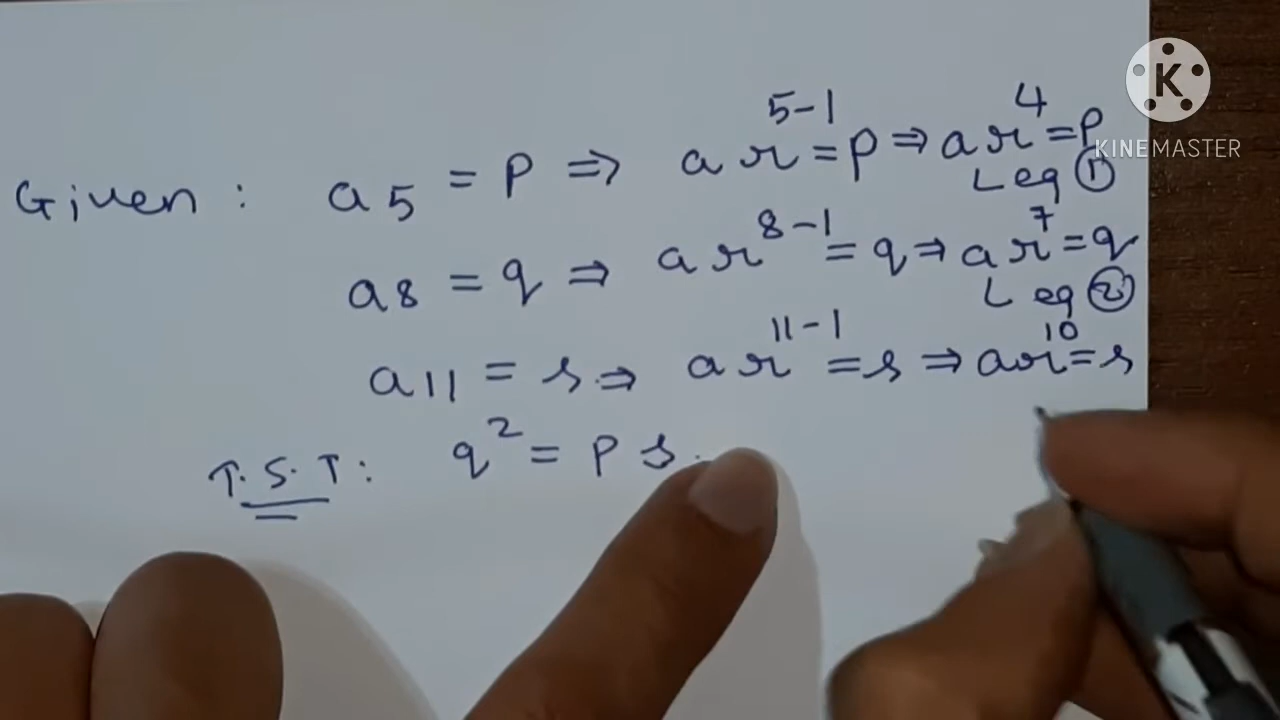 Given: a5 = p ⇒ ar^5-1 = p ⇒ ar^4 = p
L eq ①
a8 = q ⇒ ar^8-1 = q ⇒ ar^7 = q
L eq ②
a11 = s ⇒ ar^11-1 = s ⇒ ar^10 = s
T.S.T: q^2 = p s.
K
KINEMASTER